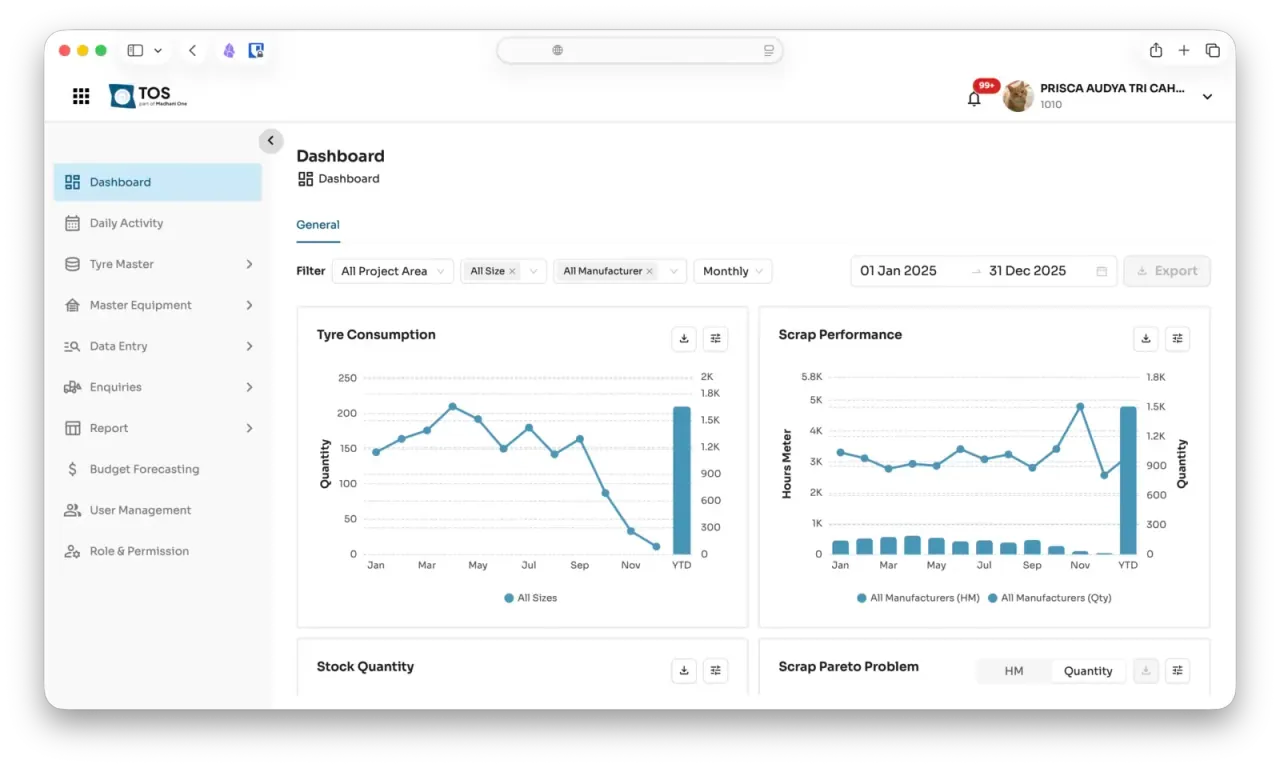 TOS
part of Madhani One
99+
PRISCA AUDYA TRI CAH...
1010
Dashboard
Daily Activity
Tyre Master
Master Equipment
Data Entry
Enquiries
Report
Budget Forecasting
User Management
Role & Permission
Dashboard
Dashboard
General
Filter All Project Area All Size × All Manufacturer × Monthly 01 Jan 2025 → 31 Dec 2025 Export
Tyre Consumption
Quantity
250
200
150
100
50
0
2K
1.8K
1.5K
1.2K
900
600
300
0
Jan Mar May Jul Sep Nov YTD
All Sizes
Scrap Performance
Hours Meter
5.8K
5K
4K
3K
2K
1K
0
1.8K
1.5K
1.2K
900
600
300
0
Quantity
Jan Mar May Jul Sep Nov YTD
All Manufacturers (HM) All Manufacturers (Qty)
Stock Quantity
Scrap Pareto Problem
HM Quantity